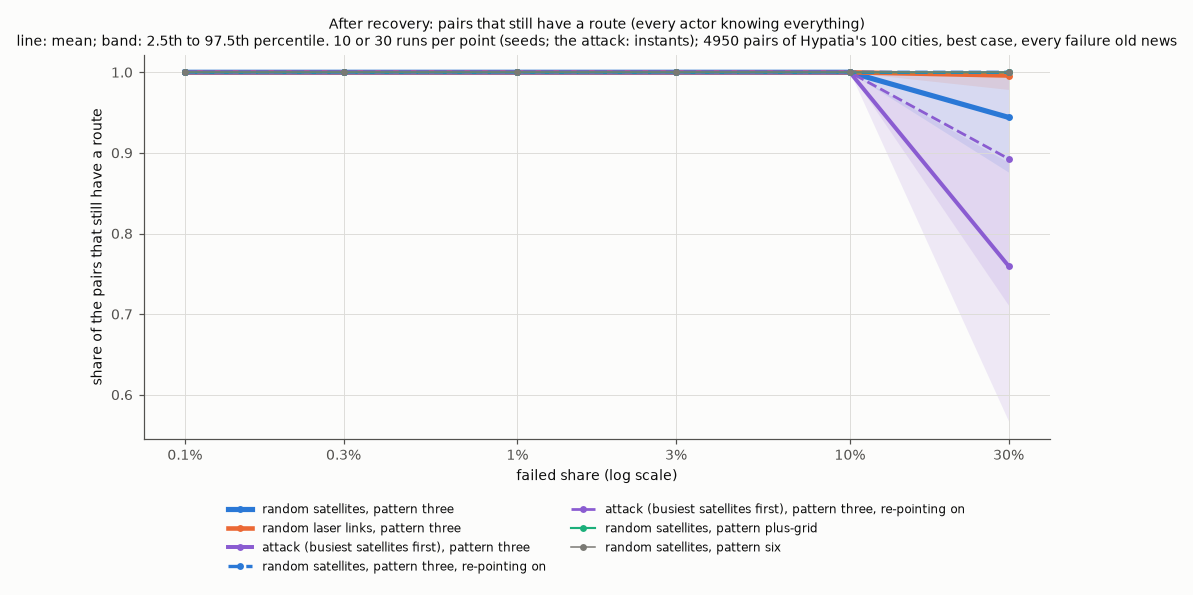 After recovery: pairs that still have a route (every actor knowing everything)
line: mean; band: 2.5th to 97.5th percentile. 10 or 30 runs per point (seeds; the attack: instants); 4950 pairs of Hypatia's 100 cities, best case, every failure old news
share of the pairs that still have a route
1.0
0.9
0.8
0.7
0.6
0.1%
0.3%
1%
3%
10%
30%
failed share (log scale)
random satellites, pattern three
random laser links, pattern three
attack (busiest satellites first), pattern three
random satellites, pattern three, re-pointing on
attack (busiest satellites first), pattern three, re-pointing on
random satellites, pattern plus-grid
random satellites, pattern six